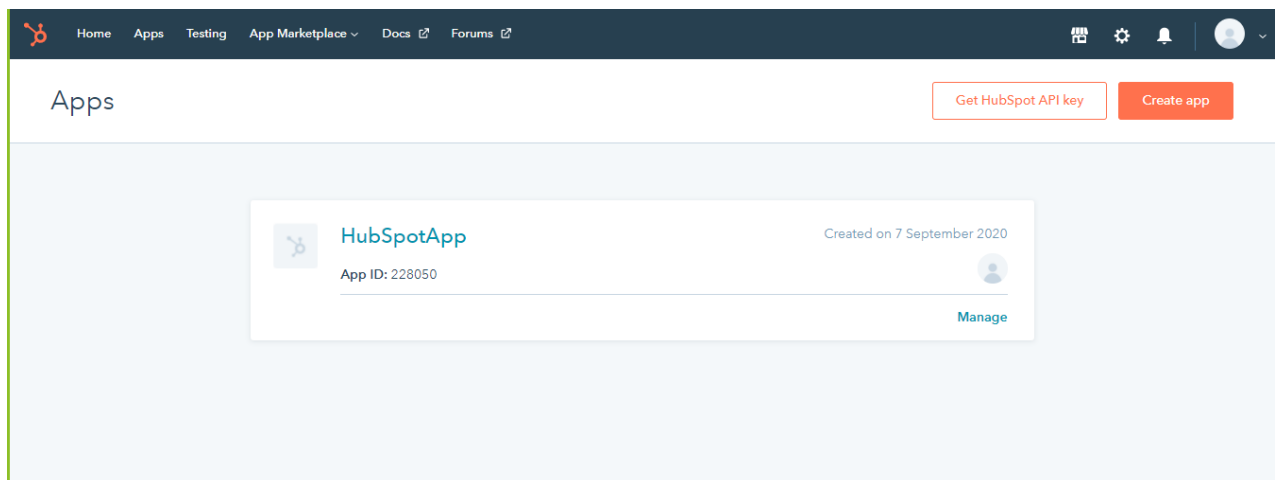 Home Apps Testing App Marketplace Docs Forums
Apps
Get HubSpot API key
Create app
HubSpotApp
Created on 7 September 2020
App ID: 228050
Manage